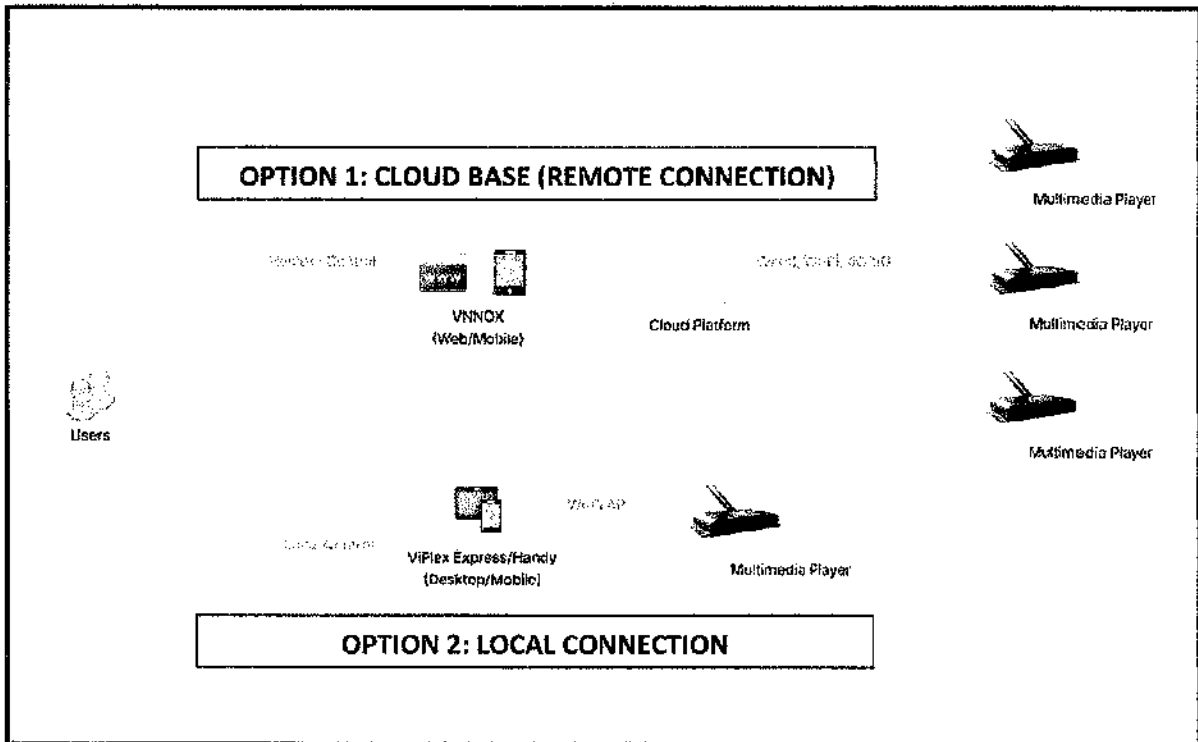 OPTION 1: CLOUD BASE (REMOTE CONNECTION)
Multimedia Player
VNNOX
(Web/Mobile)
Cloud Platform
Multimedia Player
Users
Multimedia Player
ViPlex Express/Handy
(Desktop/Mobile)
Multimedia Player
OPTION 2: LOCAL CONNECTION